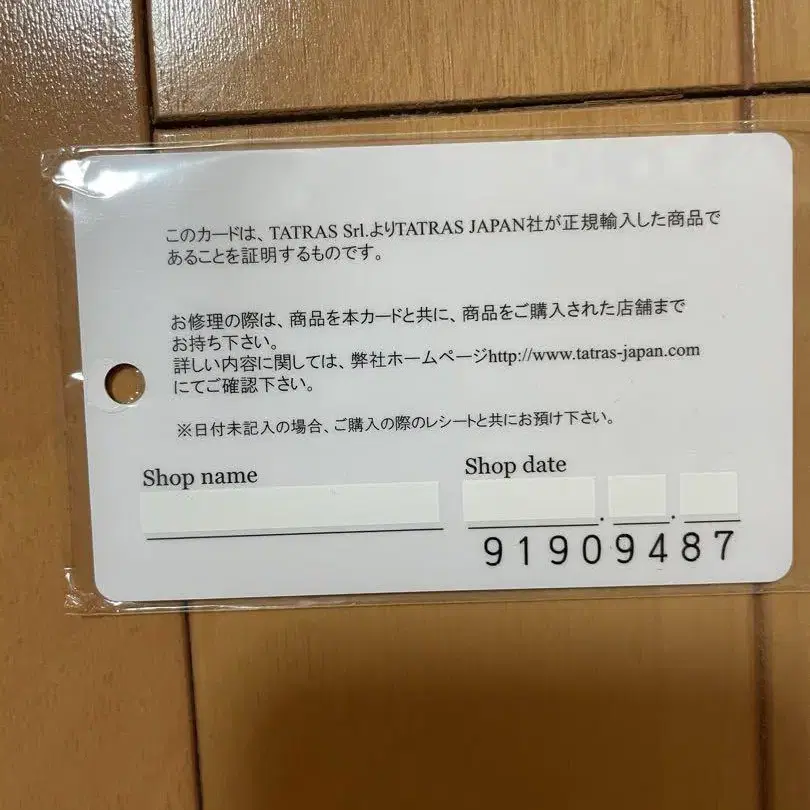 このカードは、TATRAS Srl.よりTATRAS JAPAN社が正規輸入した商品で
あることを証明するものです。
お修理の際は、商品を本カードと共に、商品をご購入された店舗まで
お持ち下さい。
詳しい内容に関しては、弊社ホームページhttp://www.tatras-japan.com
にてご確認下さい。
※日付未記入の場合、ご購入の際のレシートと共にお預け下さい。
Shop name
Shop date
. .
91909487